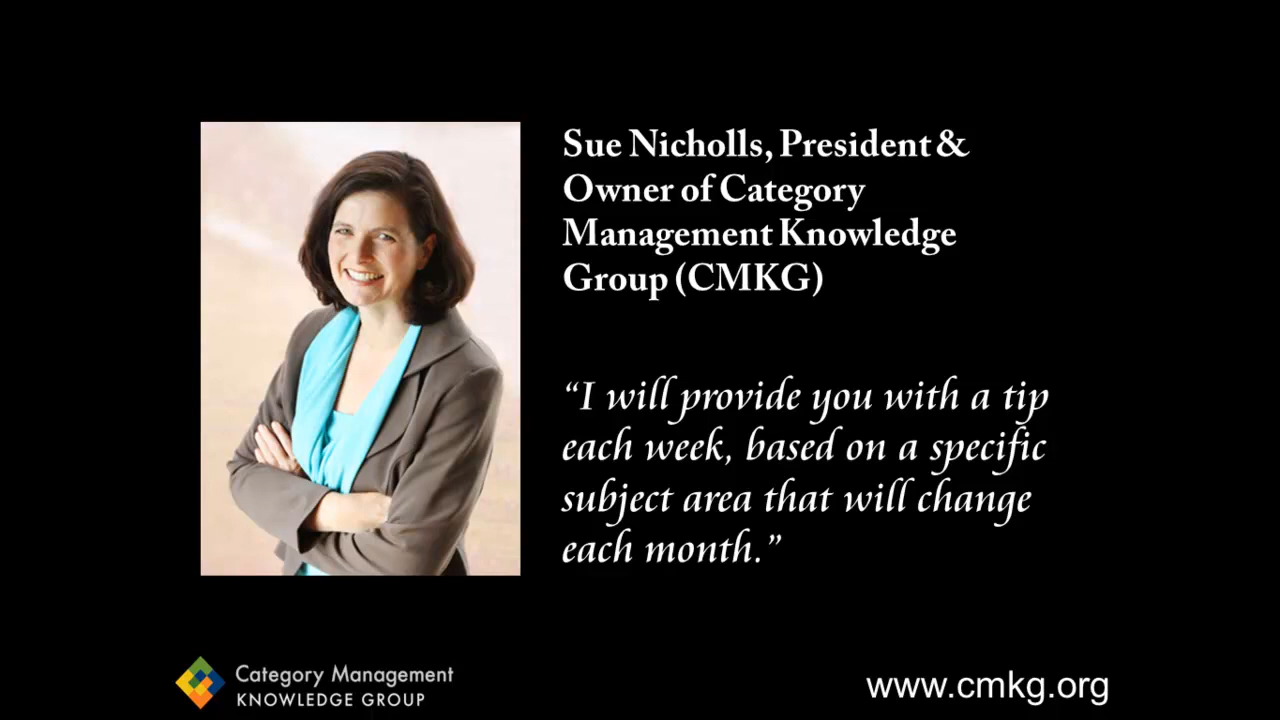 Sue Nicholls, President &
Owner of Category
Management Knowledge
Group (CMKG)
“I will provide you with a tip
each week, based on a specific
subject area that will change
each month.”
Category Management
KNOWLEDGE GROUP
www.cmkg.org